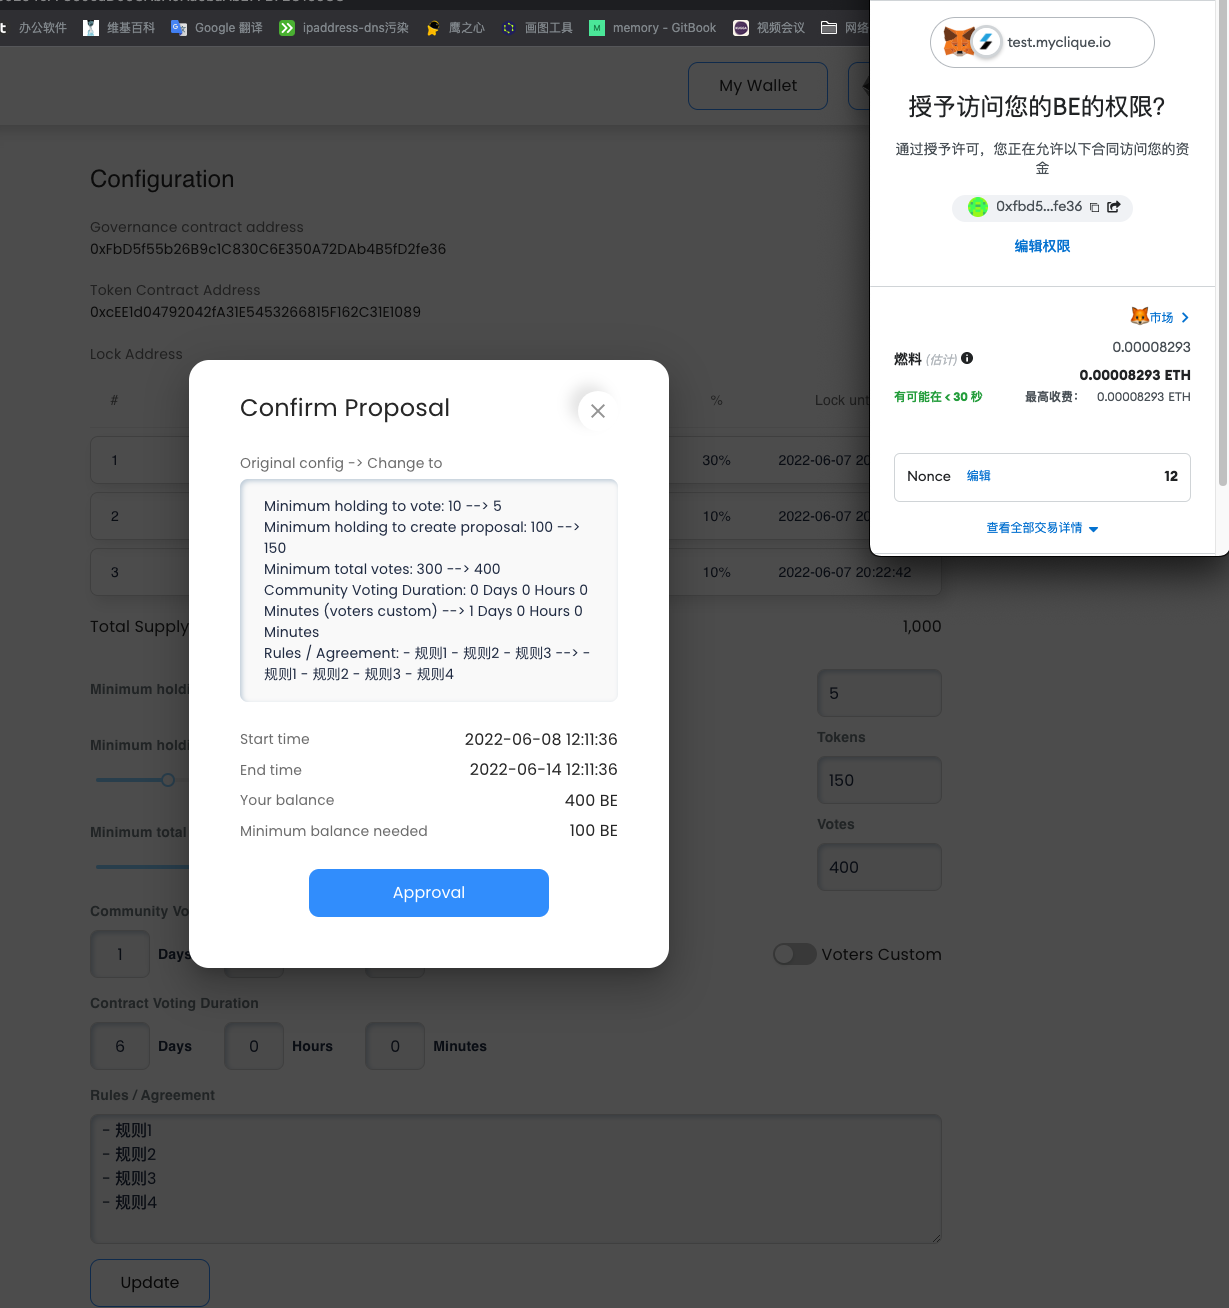 办公软件
维基百科
Google 翻译
ipaddress-dns污染
鹰之心
画图工具
memory - GitBook
视频会议
网络
My Wallet
test.myclique.io
授予访问您的BE的权限?
通过授予许可，您正在允许以下合同访问您的资
金
0xfbd5...fe36
编辑权限
市场
0.00008293
燃料 (估计)
0.00008293 ETH
有可能在 < 30 秒
最高收费： 0.00008293 ETH
Nonce 编辑 12
查看全部交易详情
Configuration
Governance contract address
0xFbD5f55b26B9c1C830C6E350A72DAb4B5fD2fe36
Token Contract Address
0xcEE1d04792042fA31E5453266815F162C31E1089
Lock Address
# % Lock unt
1 30% 2022-06-07 20
2 10% 2022-06-07 20
3 10% 2022-06-07 20:22:42
Total Supply 1,000
Confirm Proposal
Original config -> Change to
Minimum holding to vote: 10 --> 5
Minimum holding to create proposal: 100 -->
150
Minimum total votes: 300 --> 400
Community Voting Duration: 0 Days 0 Hours 0
Minutes (voters custom) --> 1 Days 0 Hours 0
Minutes
Rules / Agreement: - 规则1 - 规则2 - 规则3 --> -
规则1 - 规则2 - 规则3 - 规则4
Start time 2022-06-08 12:11:36
End time 2022-06-14 12:11:36
Your balance 400 BE
Minimum balance needed 100 BE
Approval
Minimum holdi
5
Minimum holdi
Tokens
150
Minimum total
Votes
400
Community Vo
1 Days
Voters Custom
Contract Voting Duration
6 Days 0 Hours 0 Minutes
Rules / Agreement
- 规则1
- 规则2
- 规则3
- 规则4
Update